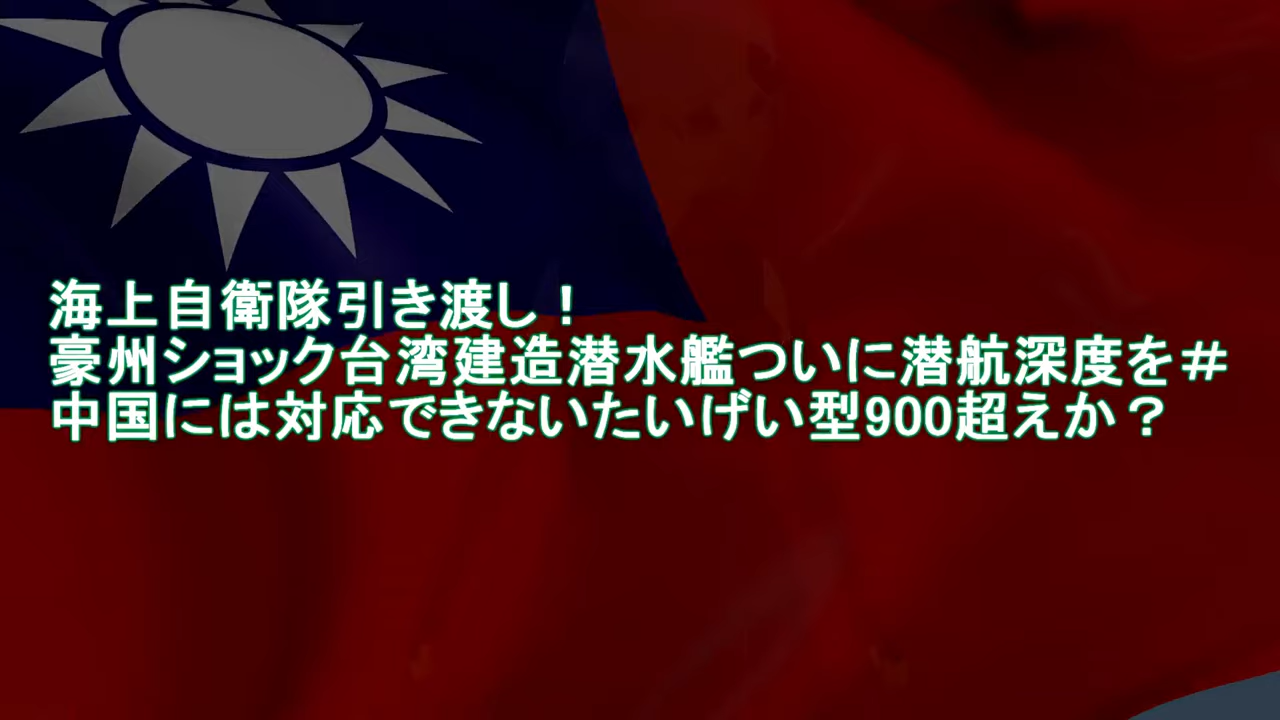 海上自衛隊引き渡し！
豪州ショック台湾建造潜水艦ついに潜航深度を＃
中国には対応できないたいげい型900超えか？